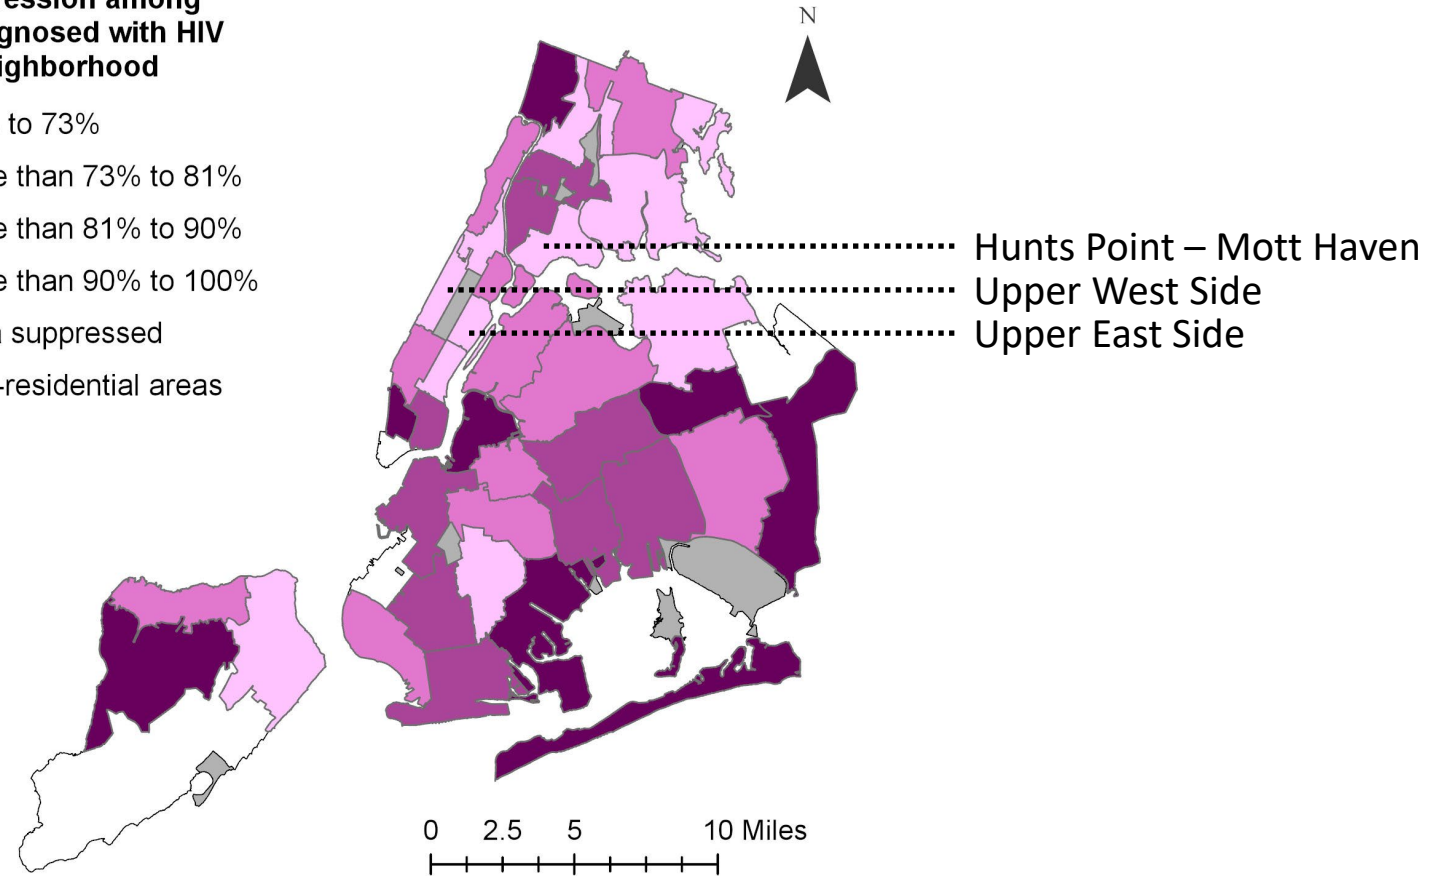 ession among
gnosed with HIV
ighborhood
to 73%
e than 73% to 81%
e than 81% to 90%
e than 90% to 100%
suppressed
-residential areas
N
Hunts Point – Mott Haven
Upper West Side
Upper East Side
0 2.5 5 10 Miles